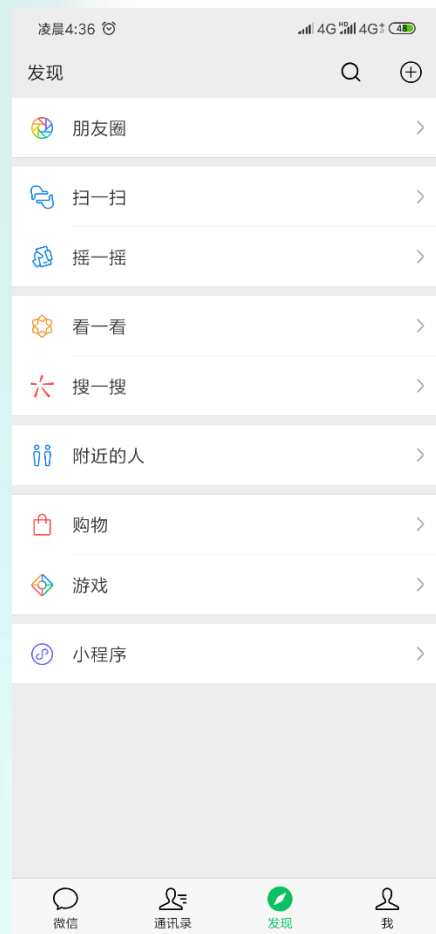 凌晨4:36 4G HD 4G+ 48
发现
朋友圈
扫一扫
摇一摇
看一看
搜一搜
附近的人
购物
游戏
小程序
微信 通讯录 发现 我